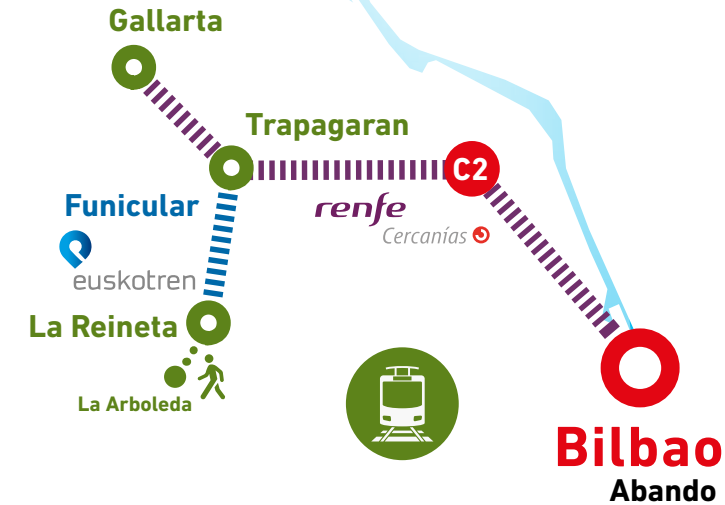 Gallarta
Trapagaran
C2
renfe
Cercanías
Funicular
euskotren
La Reineta
La Arboleda
Bilbao
Abando